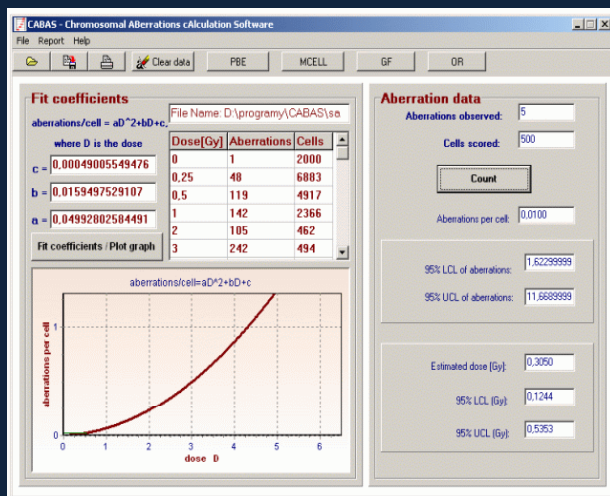 CABAS - Chromosomal ABerrations cAlculation Software
File Report Help
Clear data PBE MCELL GF OR
Fit coefficients
aberrations/cell = aD^2+bD+c,
where D is the dose
c = 0,00049005549476
b = 0,0159497529107
a = 0,04992802584491
Fit coefficients / Plot graph
File Name: D:\programy\CABAS\sa
Dose[Gy] Aberrations Cells
0 1 2000
0,25 48 6883
0,5 119 4917
1 142 2366
2 105 462
3 242 494
aberrations/cell=aD^2+bD+c
aberrations per cell
1
0
0 1 2 3 4 5 6
dose D
Aberration data
Aberrations observed: 5
Cells scored: 500
Count
Aberrations per cell: 0,0100
95% LCL of aberrations: 1,62299999
95% UCL of aberrations: 11,6689999
Estimated dose [Gy]: 0,3050
95% LCL [Gy]: 0,1244
95% UCL [Gy]: 0,5353